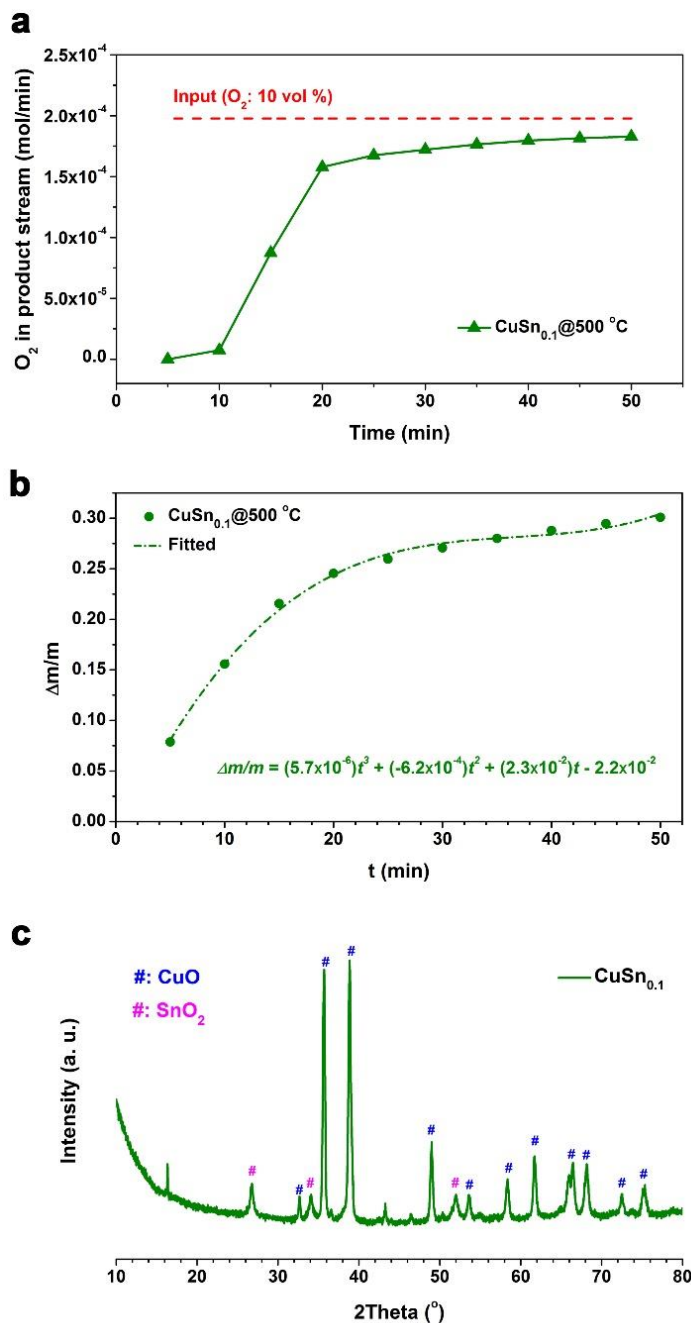 a
2.5x10⁻⁴
2.0x10⁻⁴
1.5x10⁻⁴
1.0x10⁻⁴
5.0x10⁻⁵
0.0
O₂ in product stream (mol/min)
Input (O₂: 10 vol %)
CuSn₀.₁@500 °C
0 10 20 30 40 50
Time (min)
b
0.30
0.25
0.20
0.15
0.10
0.05
0.00
Δm/m
CuSn₀.₁@500 °C
Fitted
Δm/m = (5.7x10⁻⁶)t³ + (-6.2x10⁻⁴)t² + (2.3x10⁻²)t - 2.2x10⁻²
0 10 20 30 40 50
t (min)
c
Intensity (a. u.)
#: CuO
#: SnO₂
CuSn₀.₁
# # # # # # # # # # # # # #
10 20 30 40 50 60 70 80
2Theta (°)